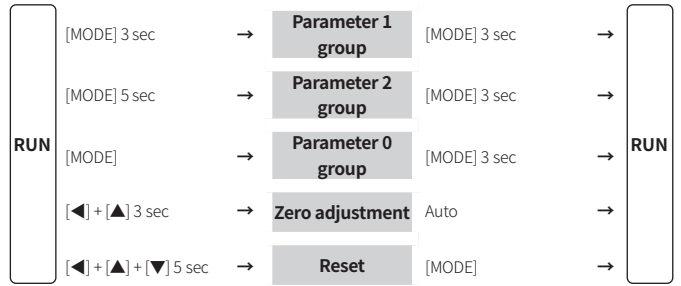 RUN
[MODE] 3 sec → Parameter 1 group [MODE] 3 sec →
[MODE] 5 sec → Parameter 2 group [MODE] 3 sec →
[MODE] → Parameter 0 group [MODE] 3 sec →
[◀] + [▲] 3 sec → Zero adjustment Auto →
[◀] + [▲] + [▼] 5 sec → Reset [MODE] →
RUN